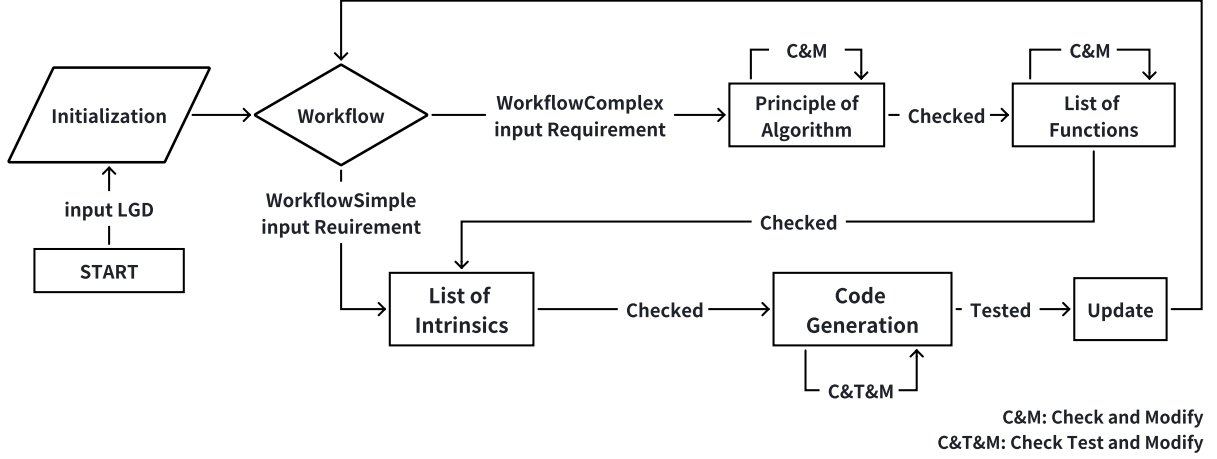 C&M
C&M
Initialization
Workflow
WorkflowComplex
input Requirement
Principle of
Algorithm
Checked
List of
Functions
input LGD
WorkflowSimple
input Reuirement
Checked
START
List of
Intrinsics
Checked
Code
Generation
Tested
Update
C&T&M
C&M: Check and Modify
C&T&M: Check Test and Modify